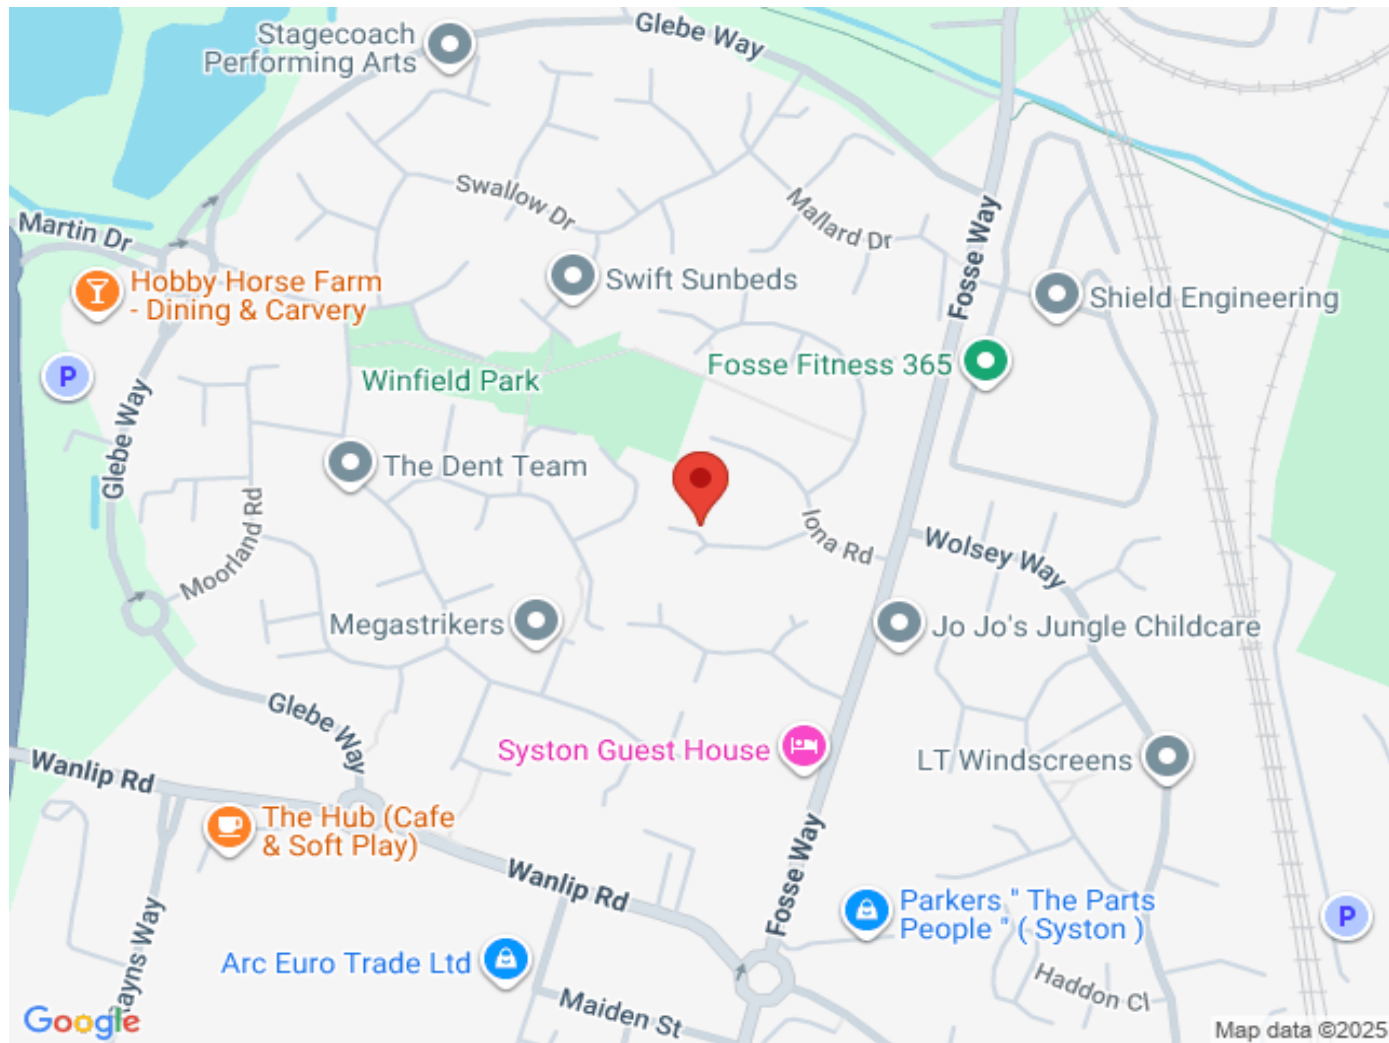 Glebe Way
Stagecoach
Performing Arts
Swallow Dr
Mallard Dr
Martin Dr
Fosse Way
Hobby Horse Farm
- Dining & Carvery
Swift Sunbeds
Shield Engineering
P
Fosse Fitness 365
Winfield Park
Glebe Way
The Dent Team
Moorland Rd
Iona Rd
Wolsey Way
Megastrikers
Jo Jo's Jungle Childcare
Glebe Way
Syston Guest House
LT Windscreens
Wanlip Rd
The Hub (Cafe
& Soft Play)
Wanlip Rd
Fosse Way
Parkers " The Parts
People " ( Syston )
P
Arc Euro Trade Ltd
Haddon Cl
Maiden St
Google
Map data ©2025